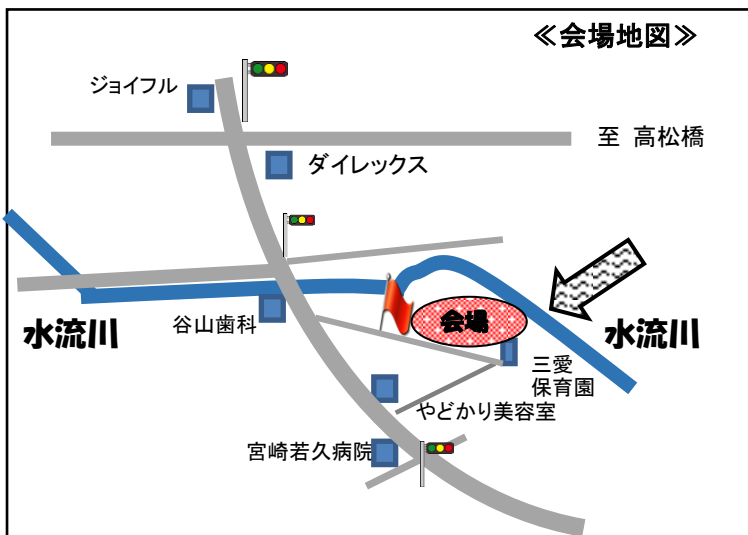 ≪会場地図≫
ジョイフル
至 高松橋
ダイレックス
谷山歯科
水流川
会場
水流川
三愛
保育園
やどかり美容室
宮崎若久病院